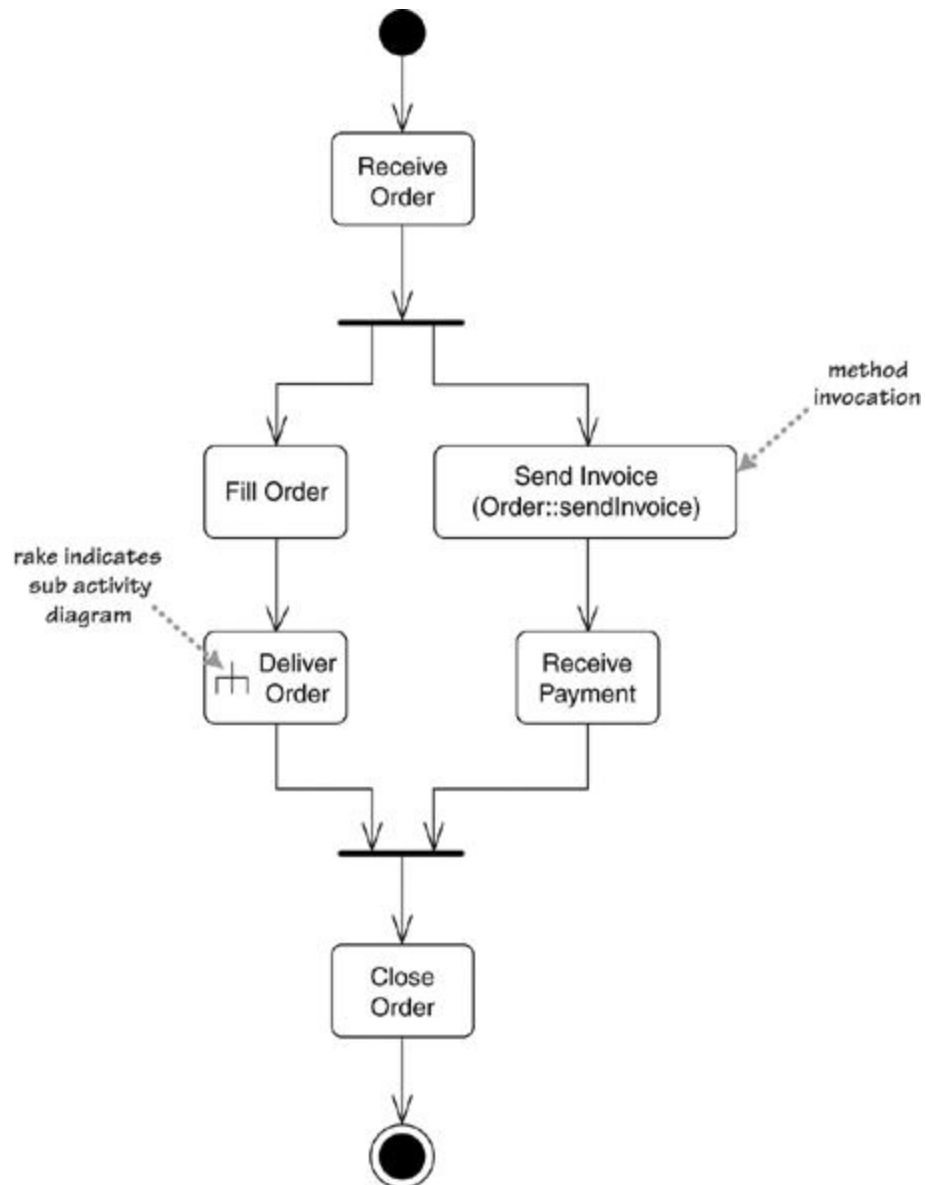 Receive
Order
method
invocation
Fill Order
Send Invoice
(Order::sendInvoice)
rake indicates
sub activity
diagram
Deliver
Order
Receive
Payment
Close
Order